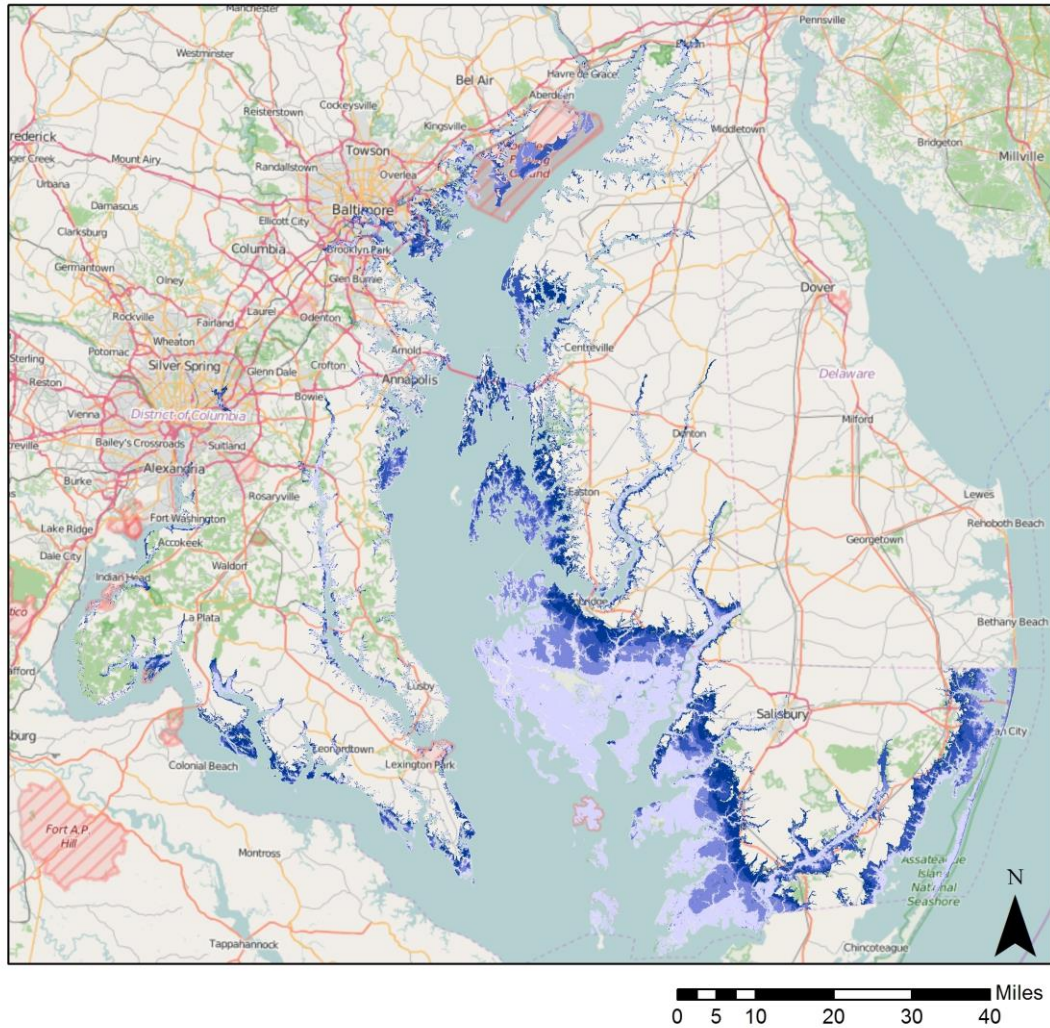 Manchester
Pennsville
Westminster
Elkton
Havre de Grace
Bel Air
Aberdeen
Cockeysville
Reisterstown
Kingsville
Frederick
Middletown
Bridgeton
Millville
Towson
Mount Airy
Randallstown
Overlea
Urbana
Baltimore
Damascus
Ellicott City
Brooklyn Park
Clarksburg
Columbia
Glen Burnie
Germantown
Olney
Dover
Rockville
Laurel
Odenton
Fairland
Wheaton
Sterling
Potomac
Crofton
Arnold
Centreville
Reston
Silver Spring
Glenn Dale
Annapolis
Bowie
Delaware
Vienna
District of Columbia
Milford
Denton
Bailey's Crossroads
Suitland
Alexandria
Burke
Rosaryville
Easton
Lewes
Fort Washington
Rehoboth Beach
Lake Ridge
Accokeek
Georgetown
Dale City
Waldorf
Indian Head
La Plata
Bethany Beach
Lusby
Salisbury
Leonardtown
Colonial Beach
Lexington Park
Fort A.P.
Hill
Montross
Assateague
Island
National
Seashore
N
Tappahannock
Chincoteague
Miles
0 5 10 20 30 40